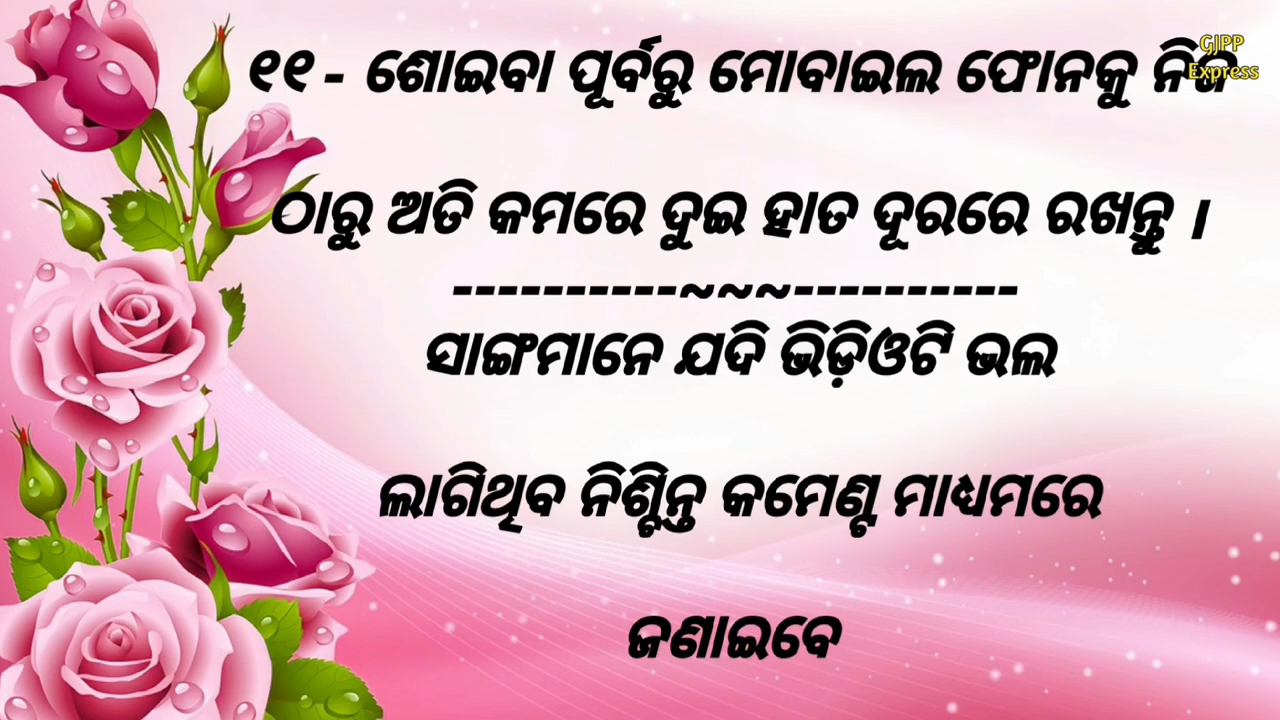 ୧୧- ଶୋଇବା ପୂର୍ବରୁ ମୋବାଇଲ ଫୋନକୁ ନିଜ
GJPP
Express
ଠାରୁ ଅତି କମରେ ଦୁଇ ହାତ ଦୂରରେ ରଖନ୍ତୁ ।
----------~~~----------
ସାଙ୍ଗମାନେ ଯଦି ଭିଡ଼ିଓଟି ଭଲ
ଲାଗିଥିବ ନିଶ୍ଚିନ୍ତ କମେଣ୍ଟ ମାଧ୍ୟମରେ
ଜଣାଇବେ